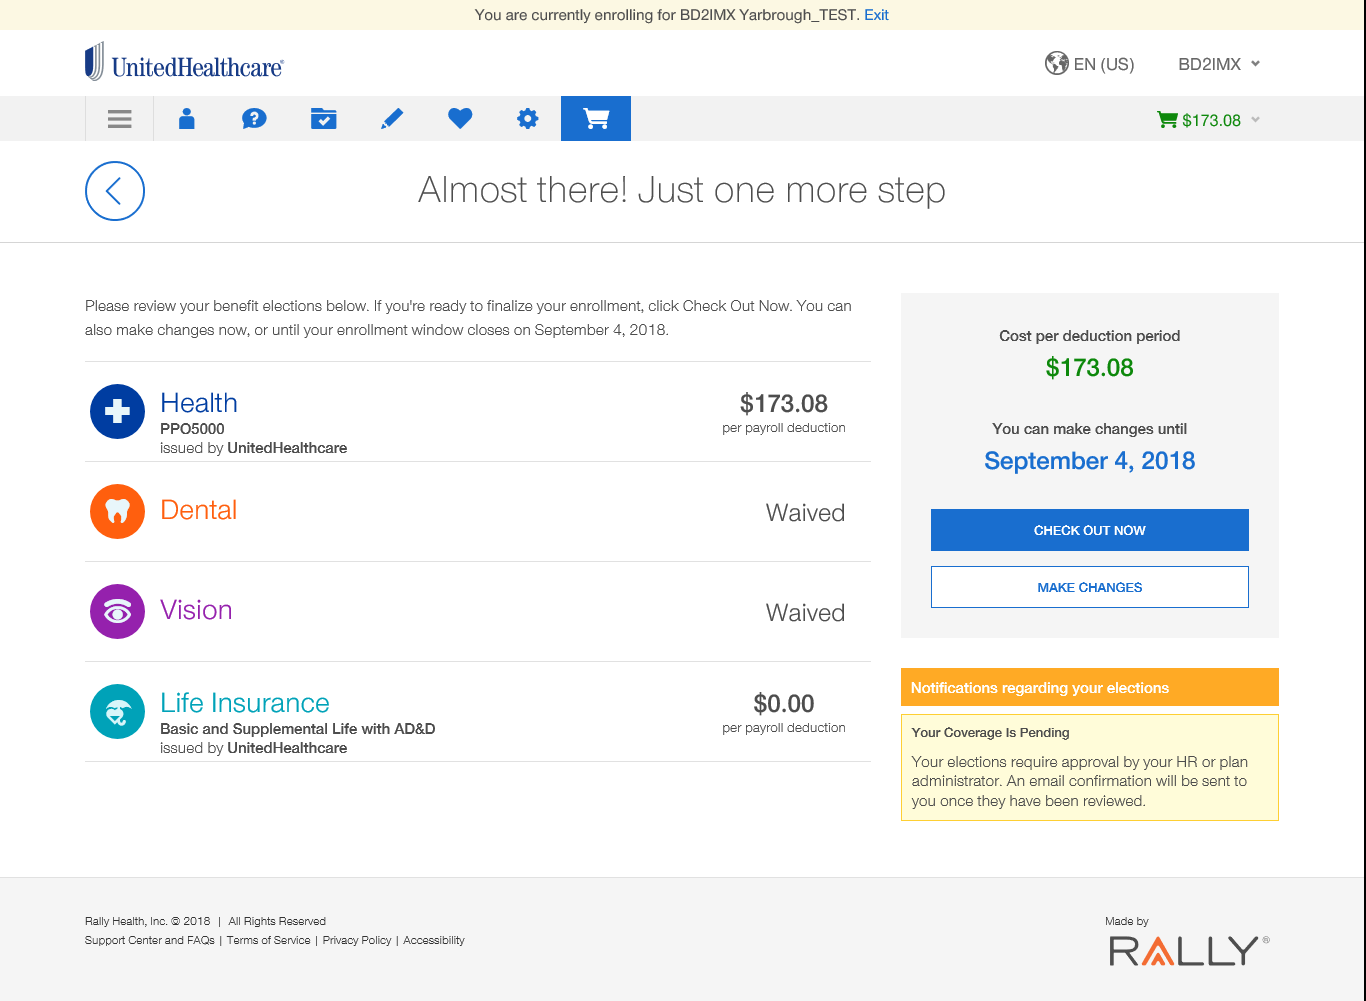 You are currently enrolling for BD2IMX Yarbrough_TEST. Exit
UnitedHealthcare®
EN (US)
BD2IMX
$173.08
Almost there! Just one more step
Please review your benefit elections below. If you're ready to finalize your enrollment, click Check Out Now. You can
also make changes now, or until your enrollment window closes on September 4, 2018.
Health
PPO5000
issued by UnitedHealthcare
$173.08
per payroll deduction
Dental
Waived
Vision
Waived
Life Insurance
Basic and Supplemental Life with AD&D
issued by UnitedHealthcare
$0.00
per payroll deduction
Cost per deduction period
$173.08
You can make changes until
September 4, 2018
CHECK OUT NOW
MAKE CHANGES
Notifications regarding your elections
Your Coverage Is Pending
Your elections require approval by your HR or plan
administrator. An email confirmation will be sent to
you once they have been reviewed.
Rally Health, Inc. © 2018 | All Rights Reserved
Support Center and FAQs | Terms of Service | Privacy Policy | Accessibility
Made by
RALLY®